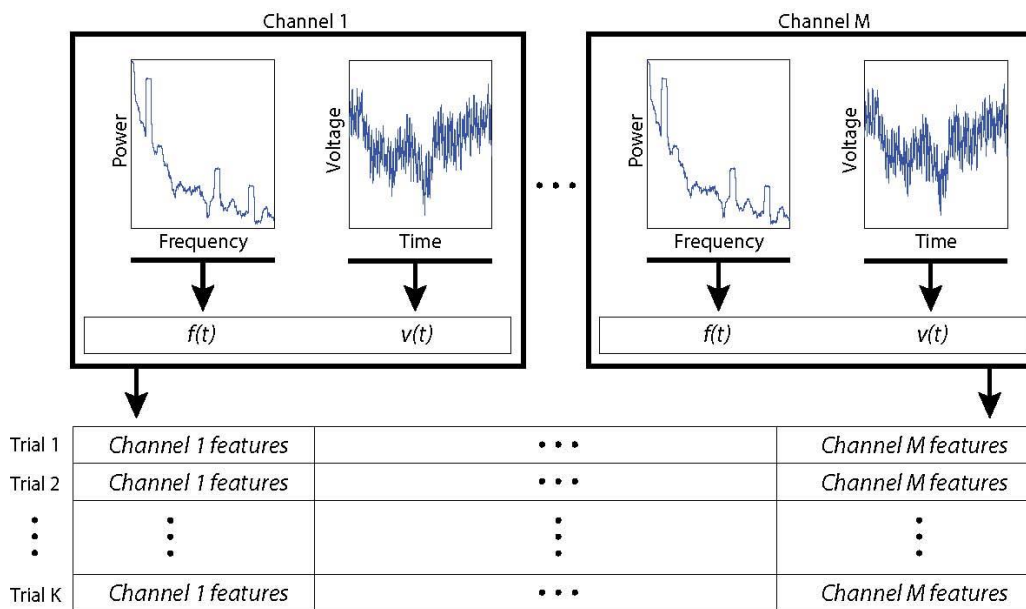 Channel 1
Channel M
Power
Voltage
Power
Voltage
Frequency
Time
Frequency
Time
f(t)
v(t)
f(t)
v(t)
Trial 1
Channel 1 features
Channel M features
Trial 2
Channel 1 features
Channel M features
Trial K
Channel 1 features
Channel M features